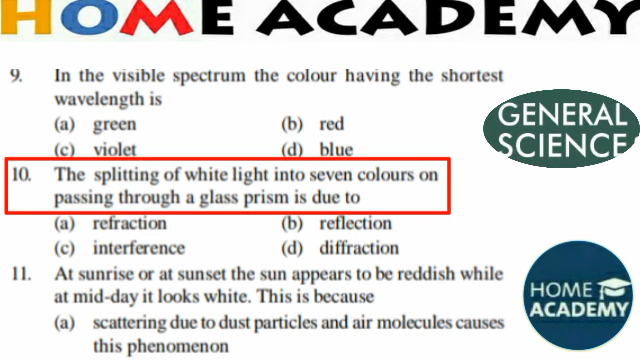 HOME ACADEMY
9. In the visible spectrum the colour having the shortest
wavelength is
(a) green (b) red
(c) violet (d) blue
GENERAL
SCIENCE
10. The splitting of white light into seven colours on
passing through a glass prism is due to
(a) refraction (b) reflection
(c) interference (d) diffraction
11. At sunrise or at sunset the sun appears to be reddish while
at mid-day it looks white. This is because
(a) scattering due to dust particles and air molecules causes
this phenomenon
HOME
ACADEMY